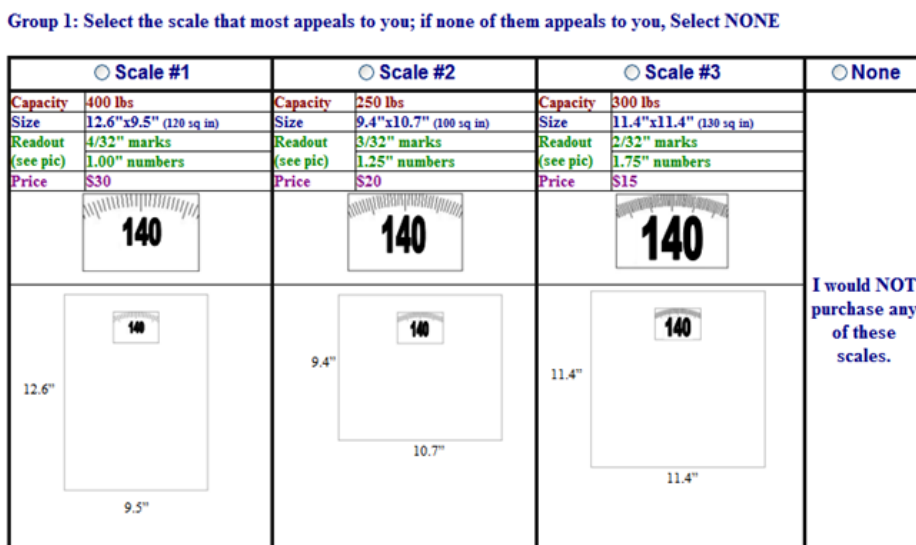 Group 1: Select the scale that most appeals to you; if none of them appeals to you, Select NONE
Scale #1 Scale #2 Scale #3 None
Capacity 400 lbs Capacity 250 lbs Capacity 300 lbs
Size 12.6"x9.5" (120 sq in) Size 9.4"x10.7" (100 sq in) Size 11.4"x11.4" (130 sq in)
Readout 4/32" marks Readout 3/32" marks Readout 2/32" marks
(see pic) 1.00" numbers (see pic) 1.25" numbers (see pic) 1.75" numbers
Price $30 Price $20 Price $15
140 140 140
I would NOT
purchase any
of these
scales.
140 140 140
12.6" 9.4" 11.4"
9.5" 10.7" 11.4"